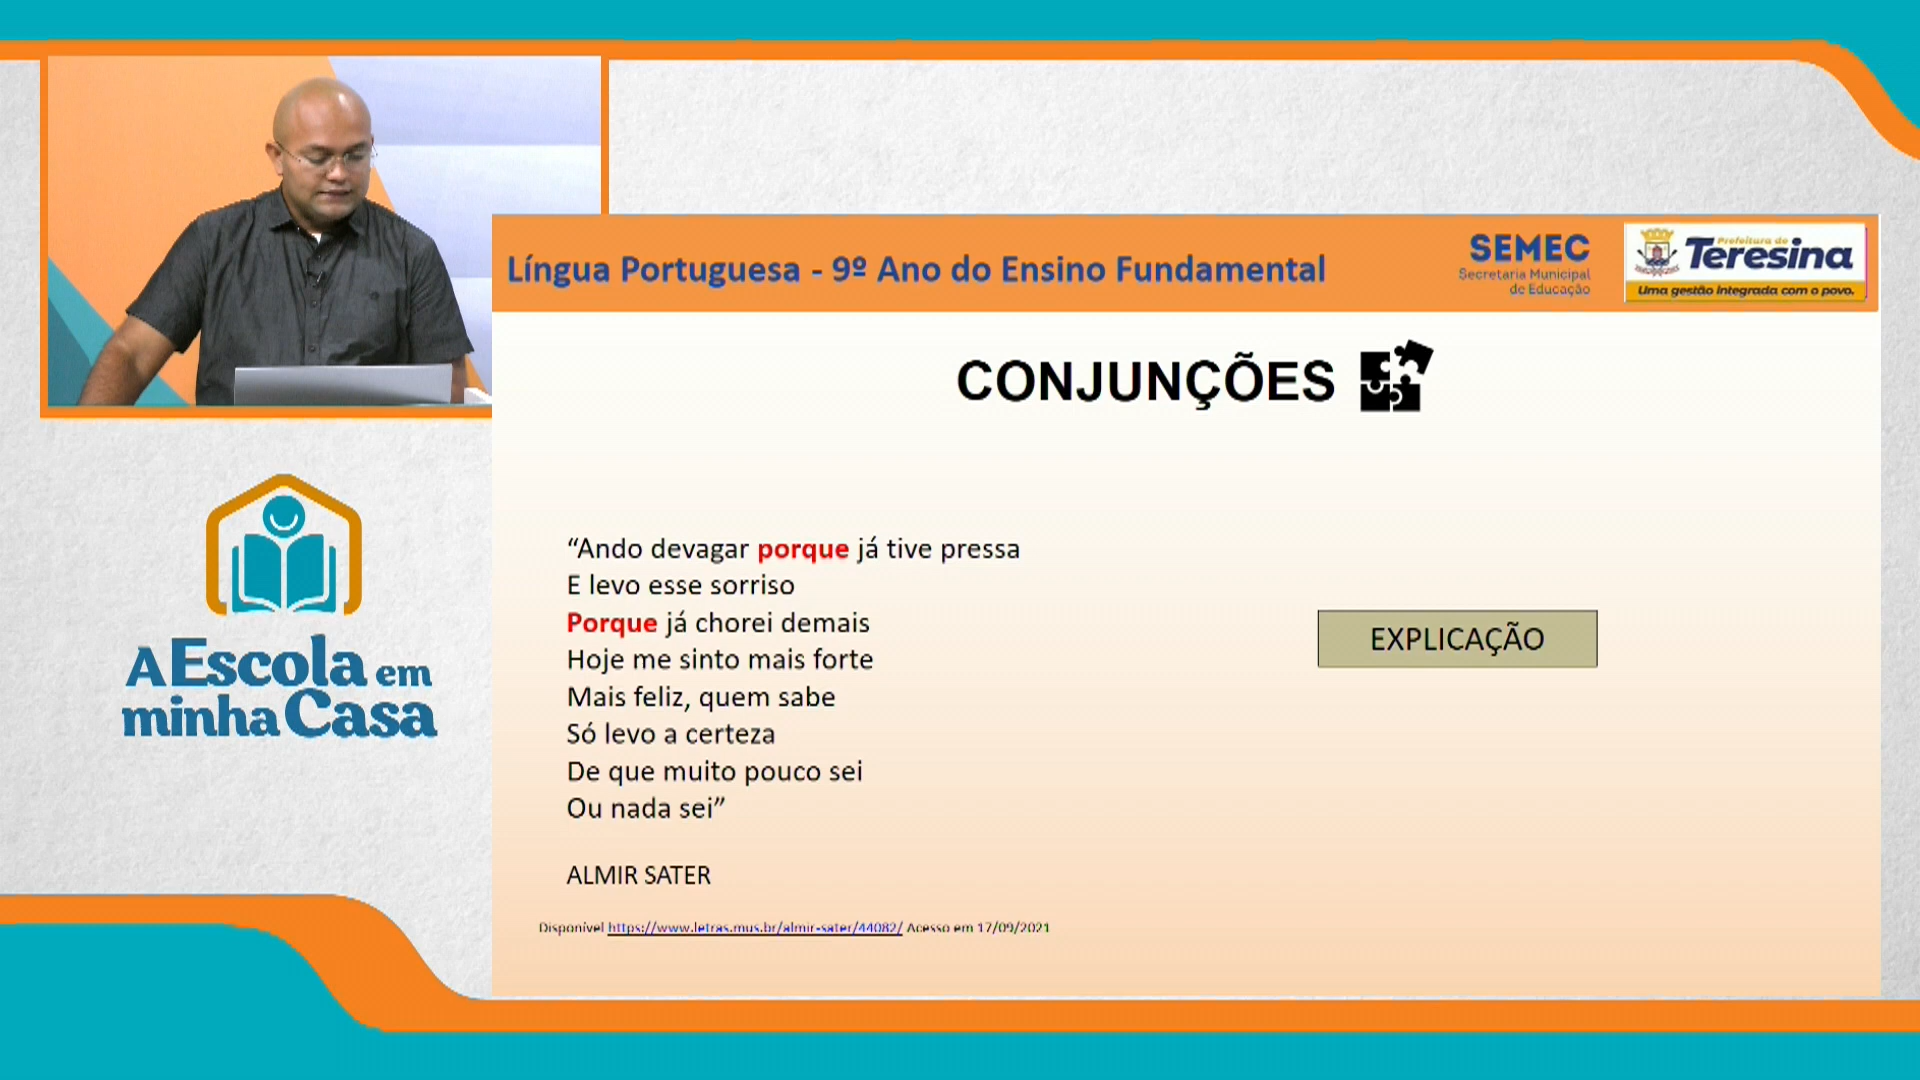 Língua Portuguesa - 9º Ano do Ensino Fundamental
SEMEC
Secretaria Municipal
de Educação
Prefeitura de
Teresina
Uma gestão integrada com o povo.
CONJUNÇÕES
“Ando devagar porque já tive pressa
E levo esse sorriso
Porque já chorei demais
Hoje me sinto mais forte
Mais feliz, quem sabe
Só levo a certeza
De que muito pouco sei
Ou nada sei”
EXPLICAÇÃO
ALMIR SATER
Disponível https://www.letras.mus.br/almir-sater/44082/ Acesso em 17/09/2021
A Escola em
minha Casa